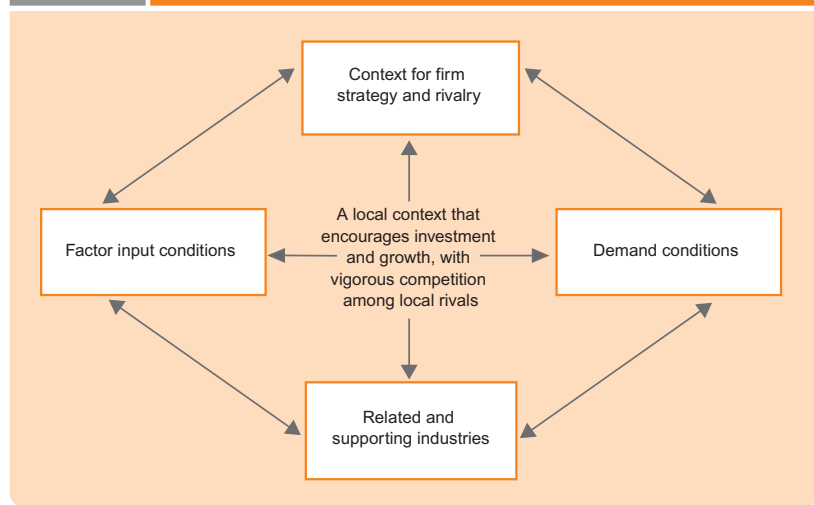 Context for firm
strategy and rivalry
Factor input conditions
A local context that
encourages investment
and growth, with
vigorous competition
among local rivals
Demand conditions
Related and
supporting industries